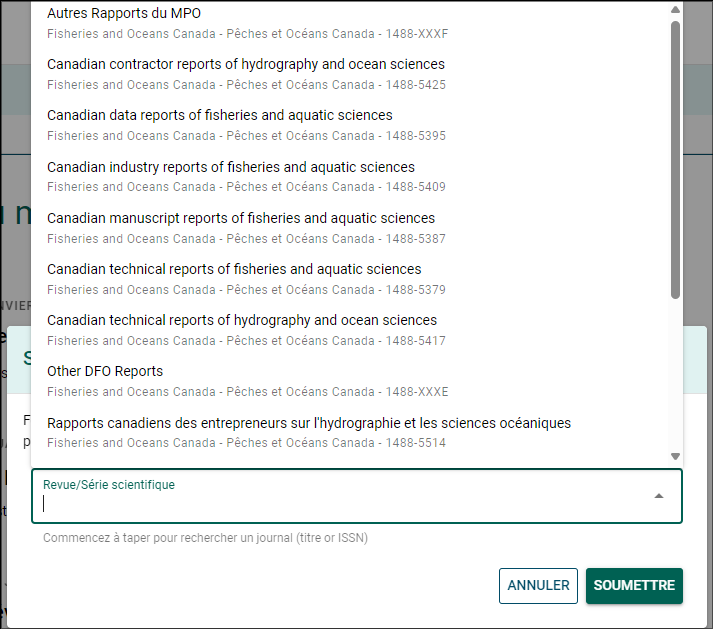 Autres Rapports du MPO
Fisheries and Oceans Canada - Pêches et Océans Canada - 1488-XXXF
Canadian contractor reports of hydrography and ocean sciences
Fisheries and Oceans Canada - Pêches et Océans Canada - 1488-5425
Canadian data reports of fisheries and aquatic sciences
Fisheries and Oceans Canada - Pêches et Océans Canada - 1488-5395
Canadian industry reports of fisheries and aquatic sciences
Fisheries and Oceans Canada - Pêches et Océans Canada - 1488-5409
Canadian manuscript reports of fisheries and aquatic sciences
Fisheries and Oceans Canada - Pêches et Océans Canada - 1488-5387
Canadian technical reports of fisheries and aquatic sciences
Fisheries and Oceans Canada - Pêches et Océans Canada - 1488-5379
Canadian technical reports of hydrography and ocean sciences
Fisheries and Oceans Canada - Pêches et Océans Canada - 1488-5417
Other DFO Reports
Fisheries and Oceans Canada - Pêches et Océans Canada - 1488-XXXE
Rapports canadiens des entrepreneurs sur l'hydrographie et les sciences océaniques
Fisheries and Oceans Canada - Pêches et Océans Canada - 1488-5514
Revue/Série scientifique
Commencez à taper pour rechercher un journal (titre or ISSN)
ANNULER
SOUMETTRE